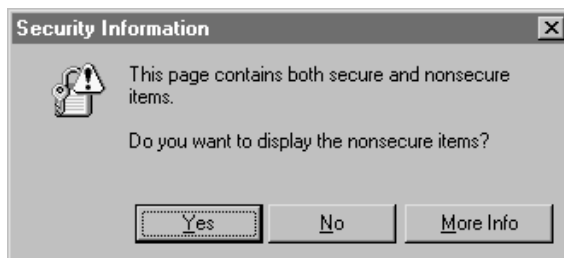 Security Information
This page contains both secure and nonsecure
items.
Do you want to display the nonsecure items?
Yes No More Info